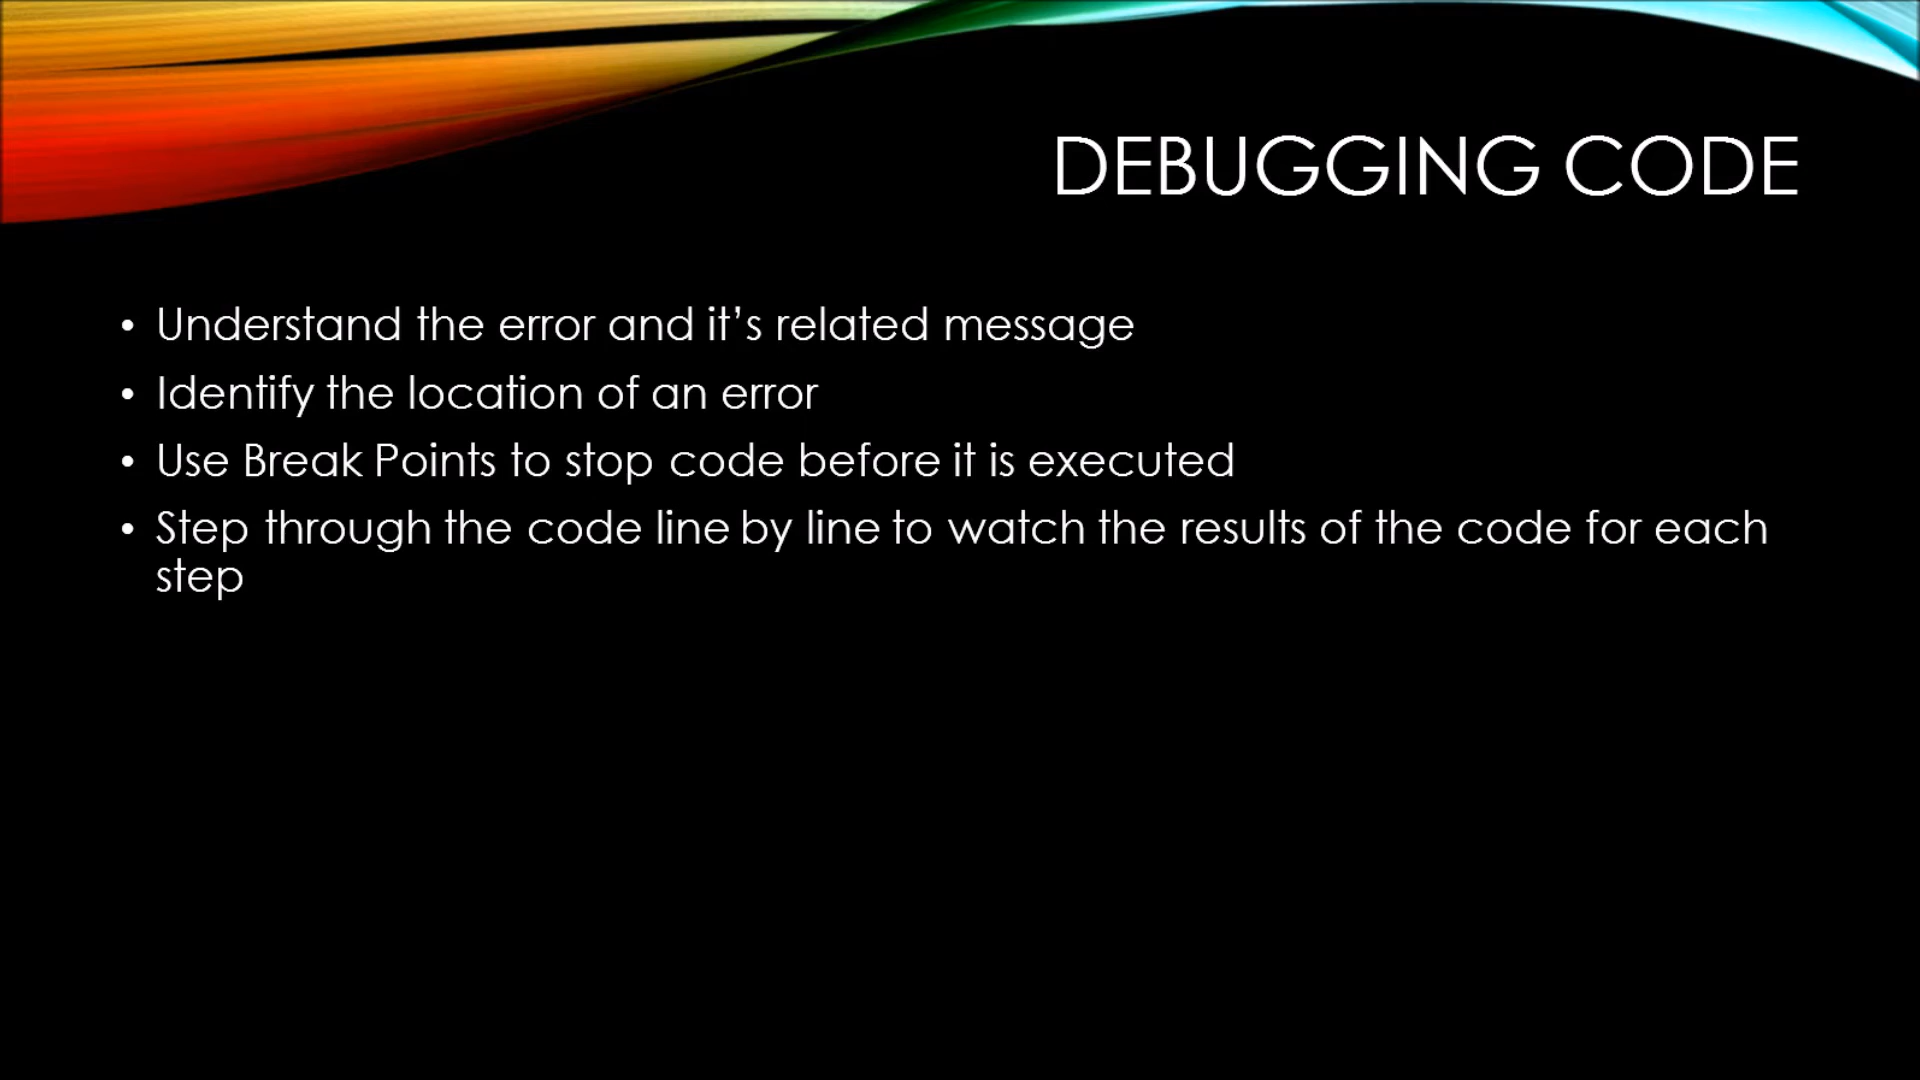 DEBUGGING CODE
• Understand the error and it’s related message
• Identify the location of an error
• Use Break Points to stop code before it is executed
• Step through the code line by line to watch the results of the code for each
step